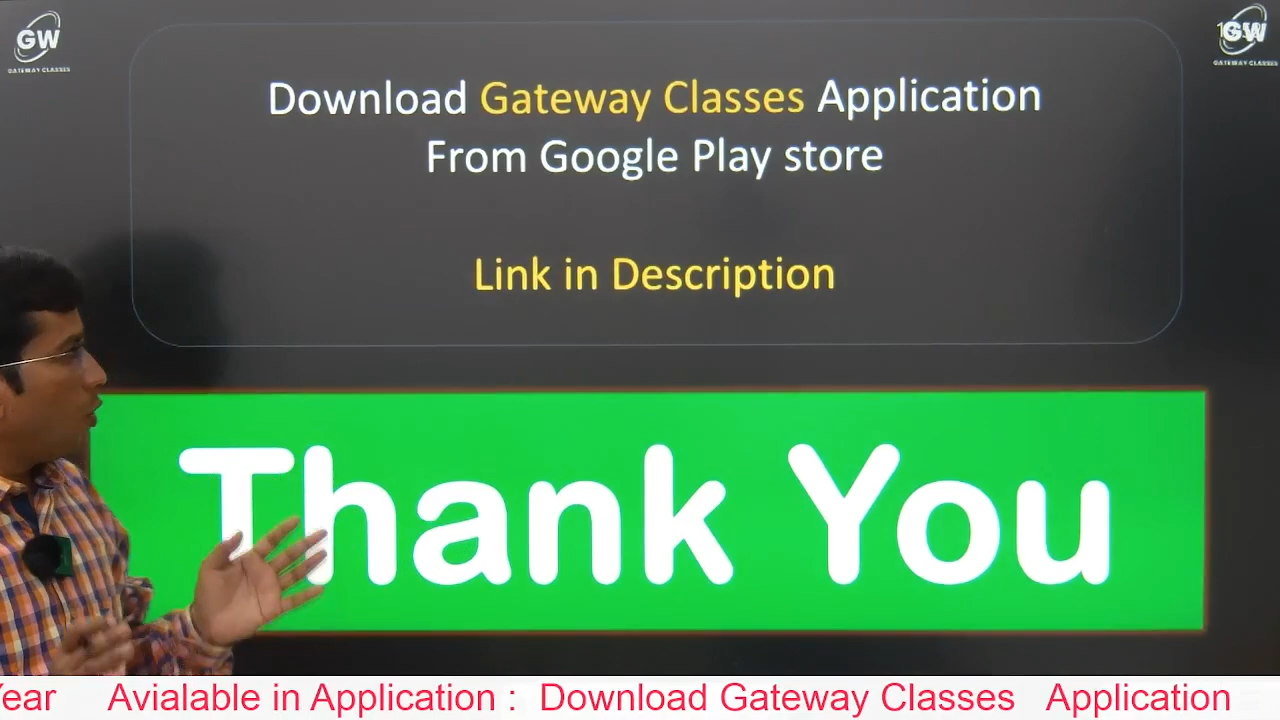 GW
GATEWAY CLASSES
GW
GATEWAY CLASSES
Download Gateway Classes Application
From Google Play store
Link in Description
Thank You
Year Avialable in Application : Download Gateway Classes Application